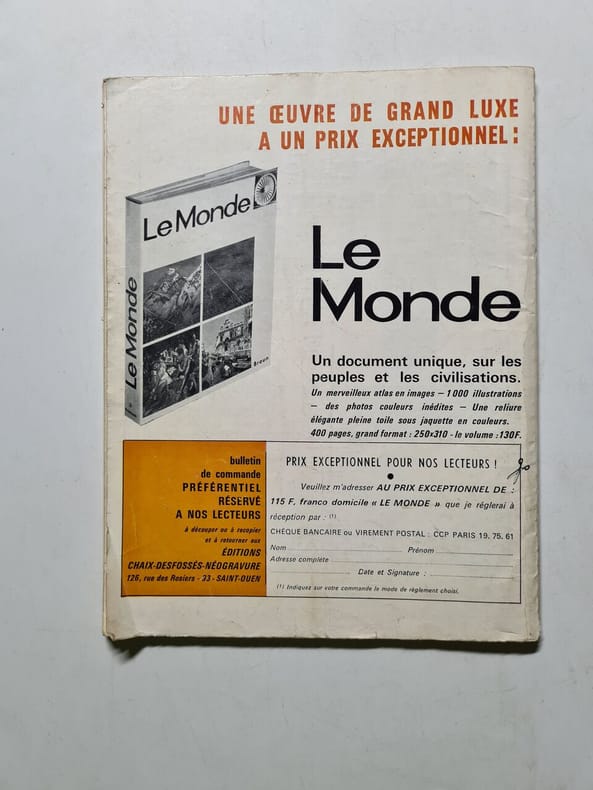 UNE ŒUVRE DE GRAND LUXE
A UN PRIX EXCEPTIONNEL :
Le Monde
Le Monde
Braun
Le
Monde
Un document unique, sur les
peuples et les civilisations.
Un merveilleux atlas en images — 1 000 illustrations
— des photos couleurs inédites — Une reliure
élégante pleine toile sous jaquette en couleurs.
400 pages, grand format : 250×310 - le volume : 130F.
bulletin
de commande
PRÉFÉRENTIEL
RÉSERVÉ
A NOS LECTEURS
à découper ou à recopier
et à retourner aux
ÉDITIONS
CHAIX-DESFOSSÉS-NÉOGRAVURE
126, rue des Rosiers - 93 - SAINT-OUEN
PRIX EXCEPTIONNEL POUR NOS LECTEURS !
Veuillez m'adresser AU PRIX EXCEPTIONNEL DE :
115 F, franco domicile « LE MONDE » que je réglerai à
réception par : (1)
CHÈQUE BANCAIRE ou VIREMENT POSTAL : CCP PARIS 19. 75. 61
Nom Prénom
Adresse complète
Date et Signature :
(1) Indiquez sur votre commande le mode de règlement choisi.